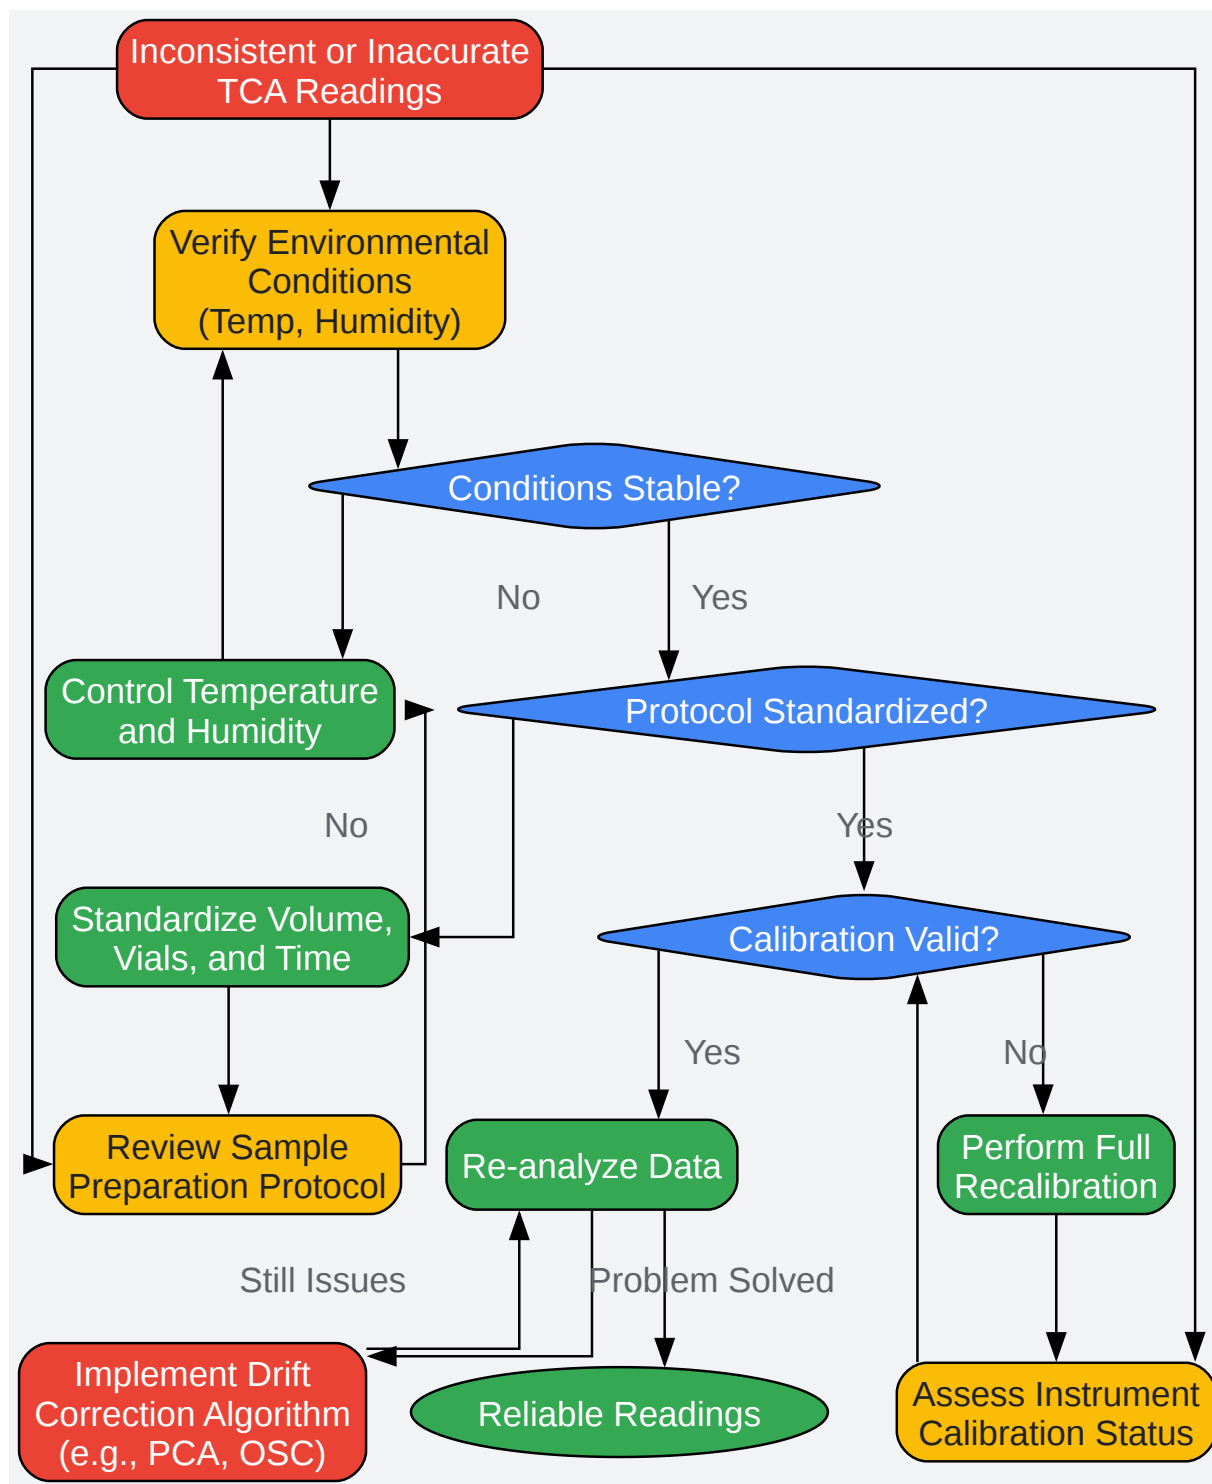 Inconsistent or Inaccurate
TCA Readings
Verify Environmental
Conditions
(Temp, Humidity)
Conditions Stable?
No
Yes
Control Temperature
and Humidity
Protocol Standardized?
No
Yes
Standardize Volume,
Vials, and Time
Calibration Valid?
Yes
No
Review Sample
Preparation Protocol
Re-analyze Data
Perform Full
Recalibration
Still Issues
Problem Solved
Implement Drift
Correction Algorithm
(e.g., PCA, OSC)
Reliable Readings
Assess Instrument
Calibration Status